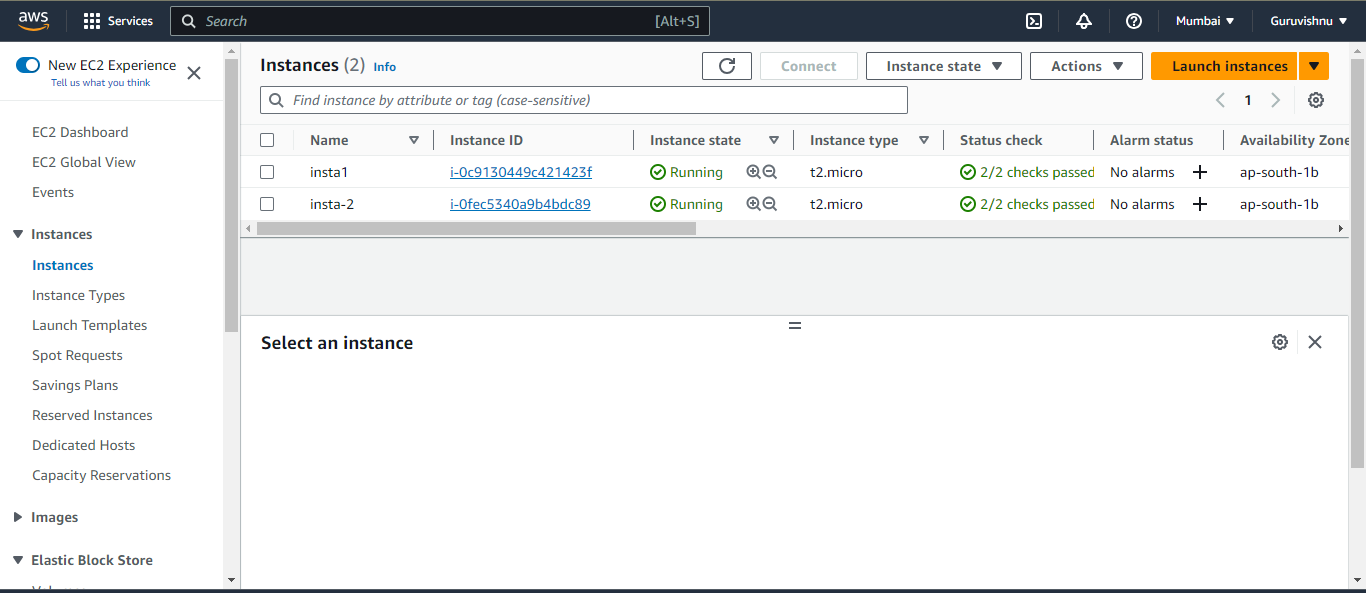 aws Services Search [Alt+S] Mumbai Guruvishnu
New EC2 Experience
Tell us what you think
EC2 Dashboard
EC2 Global View
Events
Instances
Instances
Instance Types
Launch Templates
Spot Requests
Savings Plans
Reserved Instances
Dedicated Hosts
Capacity Reservations
Images
Elastic Block Store
Instances (2) Info Connect Instance state Actions Launch instances
Find instance by attribute or tag (case-sensitive) 1
Name Instance ID Instance state Instance type Status check Alarm status Availability Zone
insta1 i-0c9130449c421423f Running t2.micro 2/2 checks passed No alarms ap-south-1b
insta-2 i-0fec5340a9b4bdc89 Running t2.micro 2/2 checks passed No alarms ap-south-1b
Select an instance